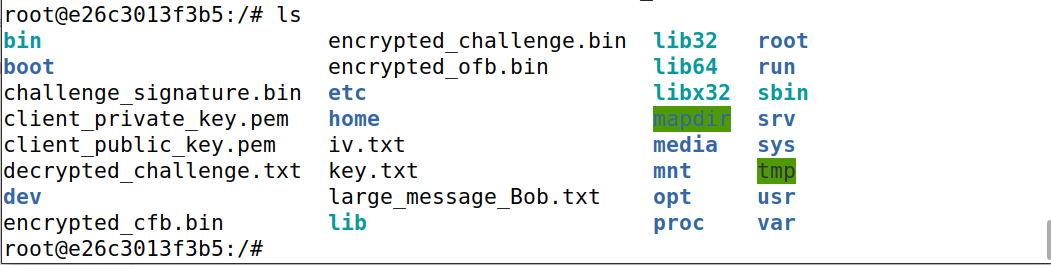 root@e26c3013f3b5:/# ls
bin encrypted_challenge.bin lib32 root
boot encrypted_ofb.bin lib64 run
challenge_signature.bin etc libx32 sbin
client_private_key.pem home mapdir srv
client_public_key.pem iv.txt media sys
decrypted_challenge.txt key.txt mnt tmp
dev large_message_Bob.txt opt usr
encrypted_cfb.bin lib proc var
root@e26c3013f3b5:/#